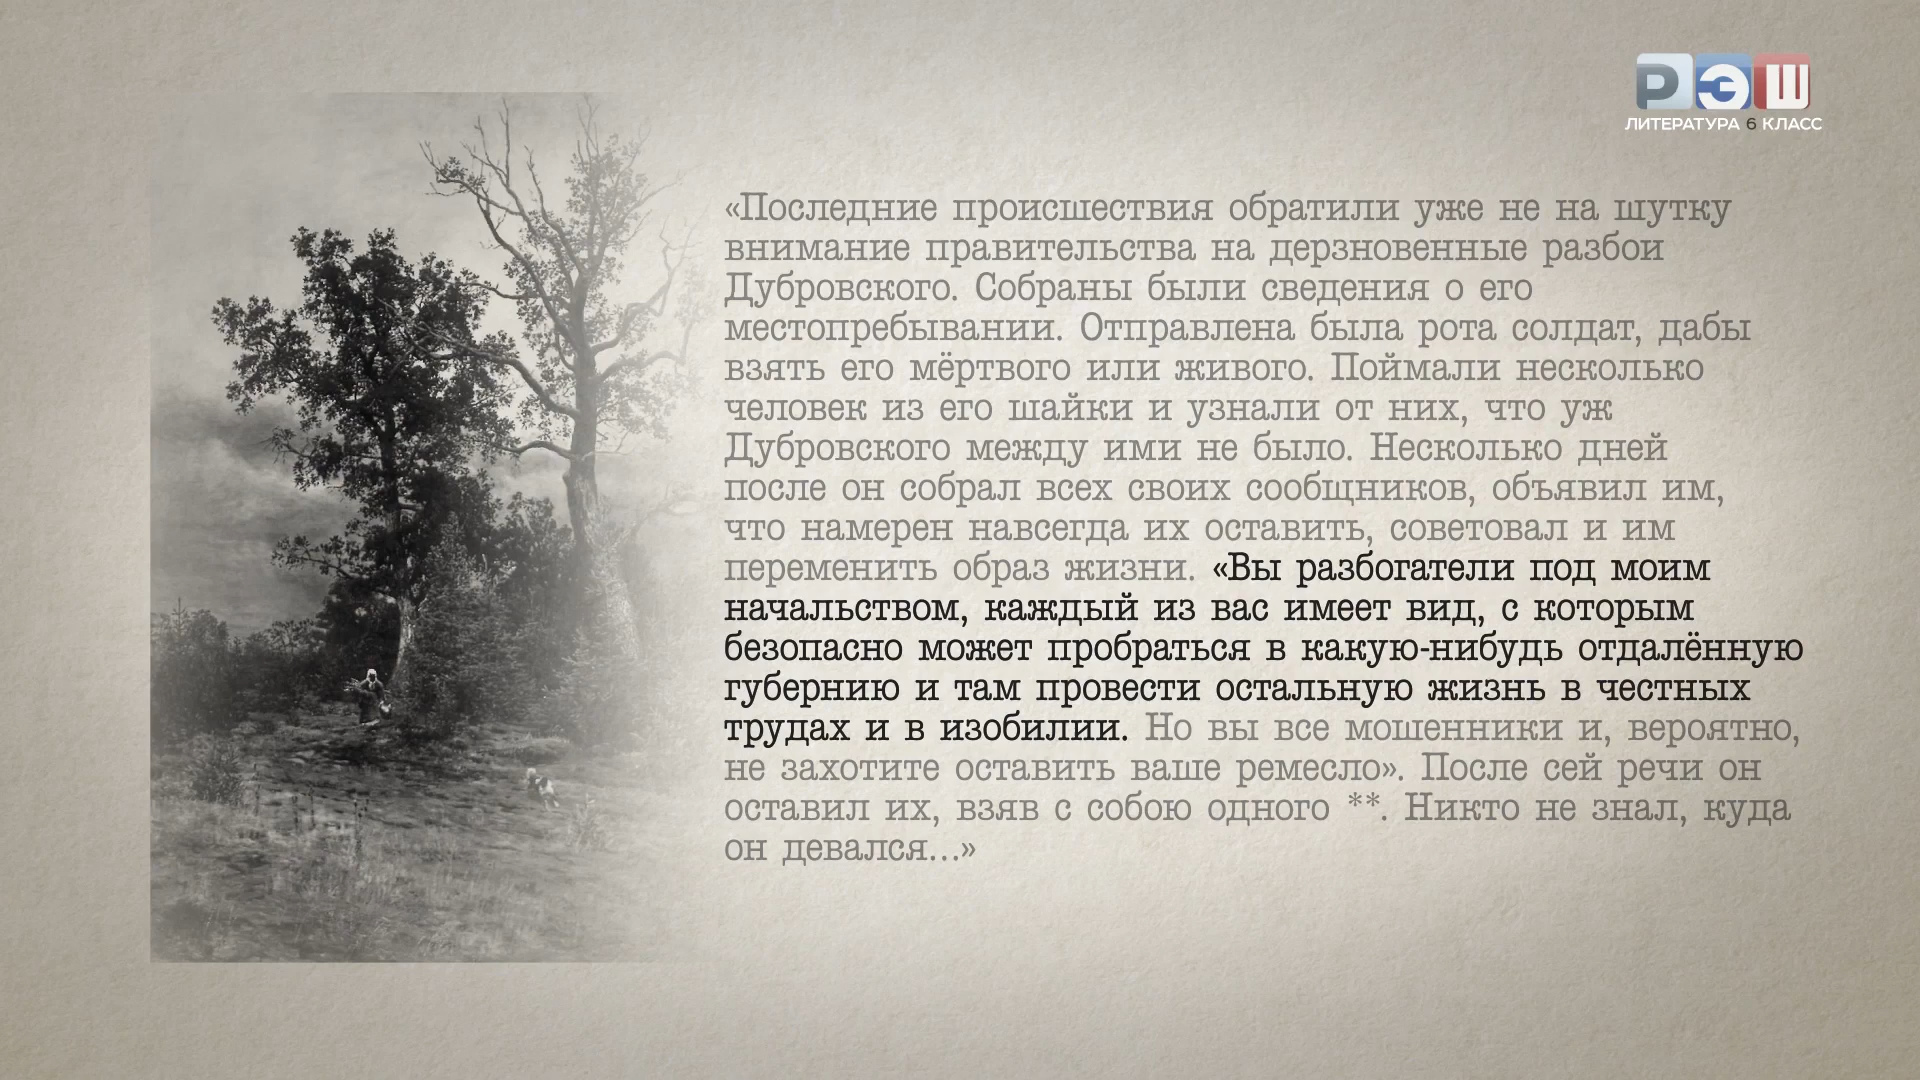 РЭШ
ЛИТЕРАТУРА 6 КЛАСС
«Последние происшествия обратили уже не на шутку
внимание правительства на дерзновенные разбои
Дубровского. Собраны были сведения о его
местопребывании. Отправлена была рота солдат, дабы
взять его мёртвого или живого. Поймали несколько
человек из его шайки и узнали от них, что уж
Дубровского между ими не было. Несколько дней
после он собрал всех своих сообщников, объявил им,
что намерен навсегда их оставить, советовал и им
переменить образ жизни. «Вы разбогатели под моим
начальством, каждый из вас имеет вид, с которым
безопасно может пробраться в какую-нибудь отдалённую
губернию и там провести остальную жизнь в честных
трудах и в изобилии. Но вы все мошенники и, вероятно,
не захотите оставить ваше ремесло». После сей речи он
оставил их, взяв с собою одного **. Никто не знал, куда
он девался...»